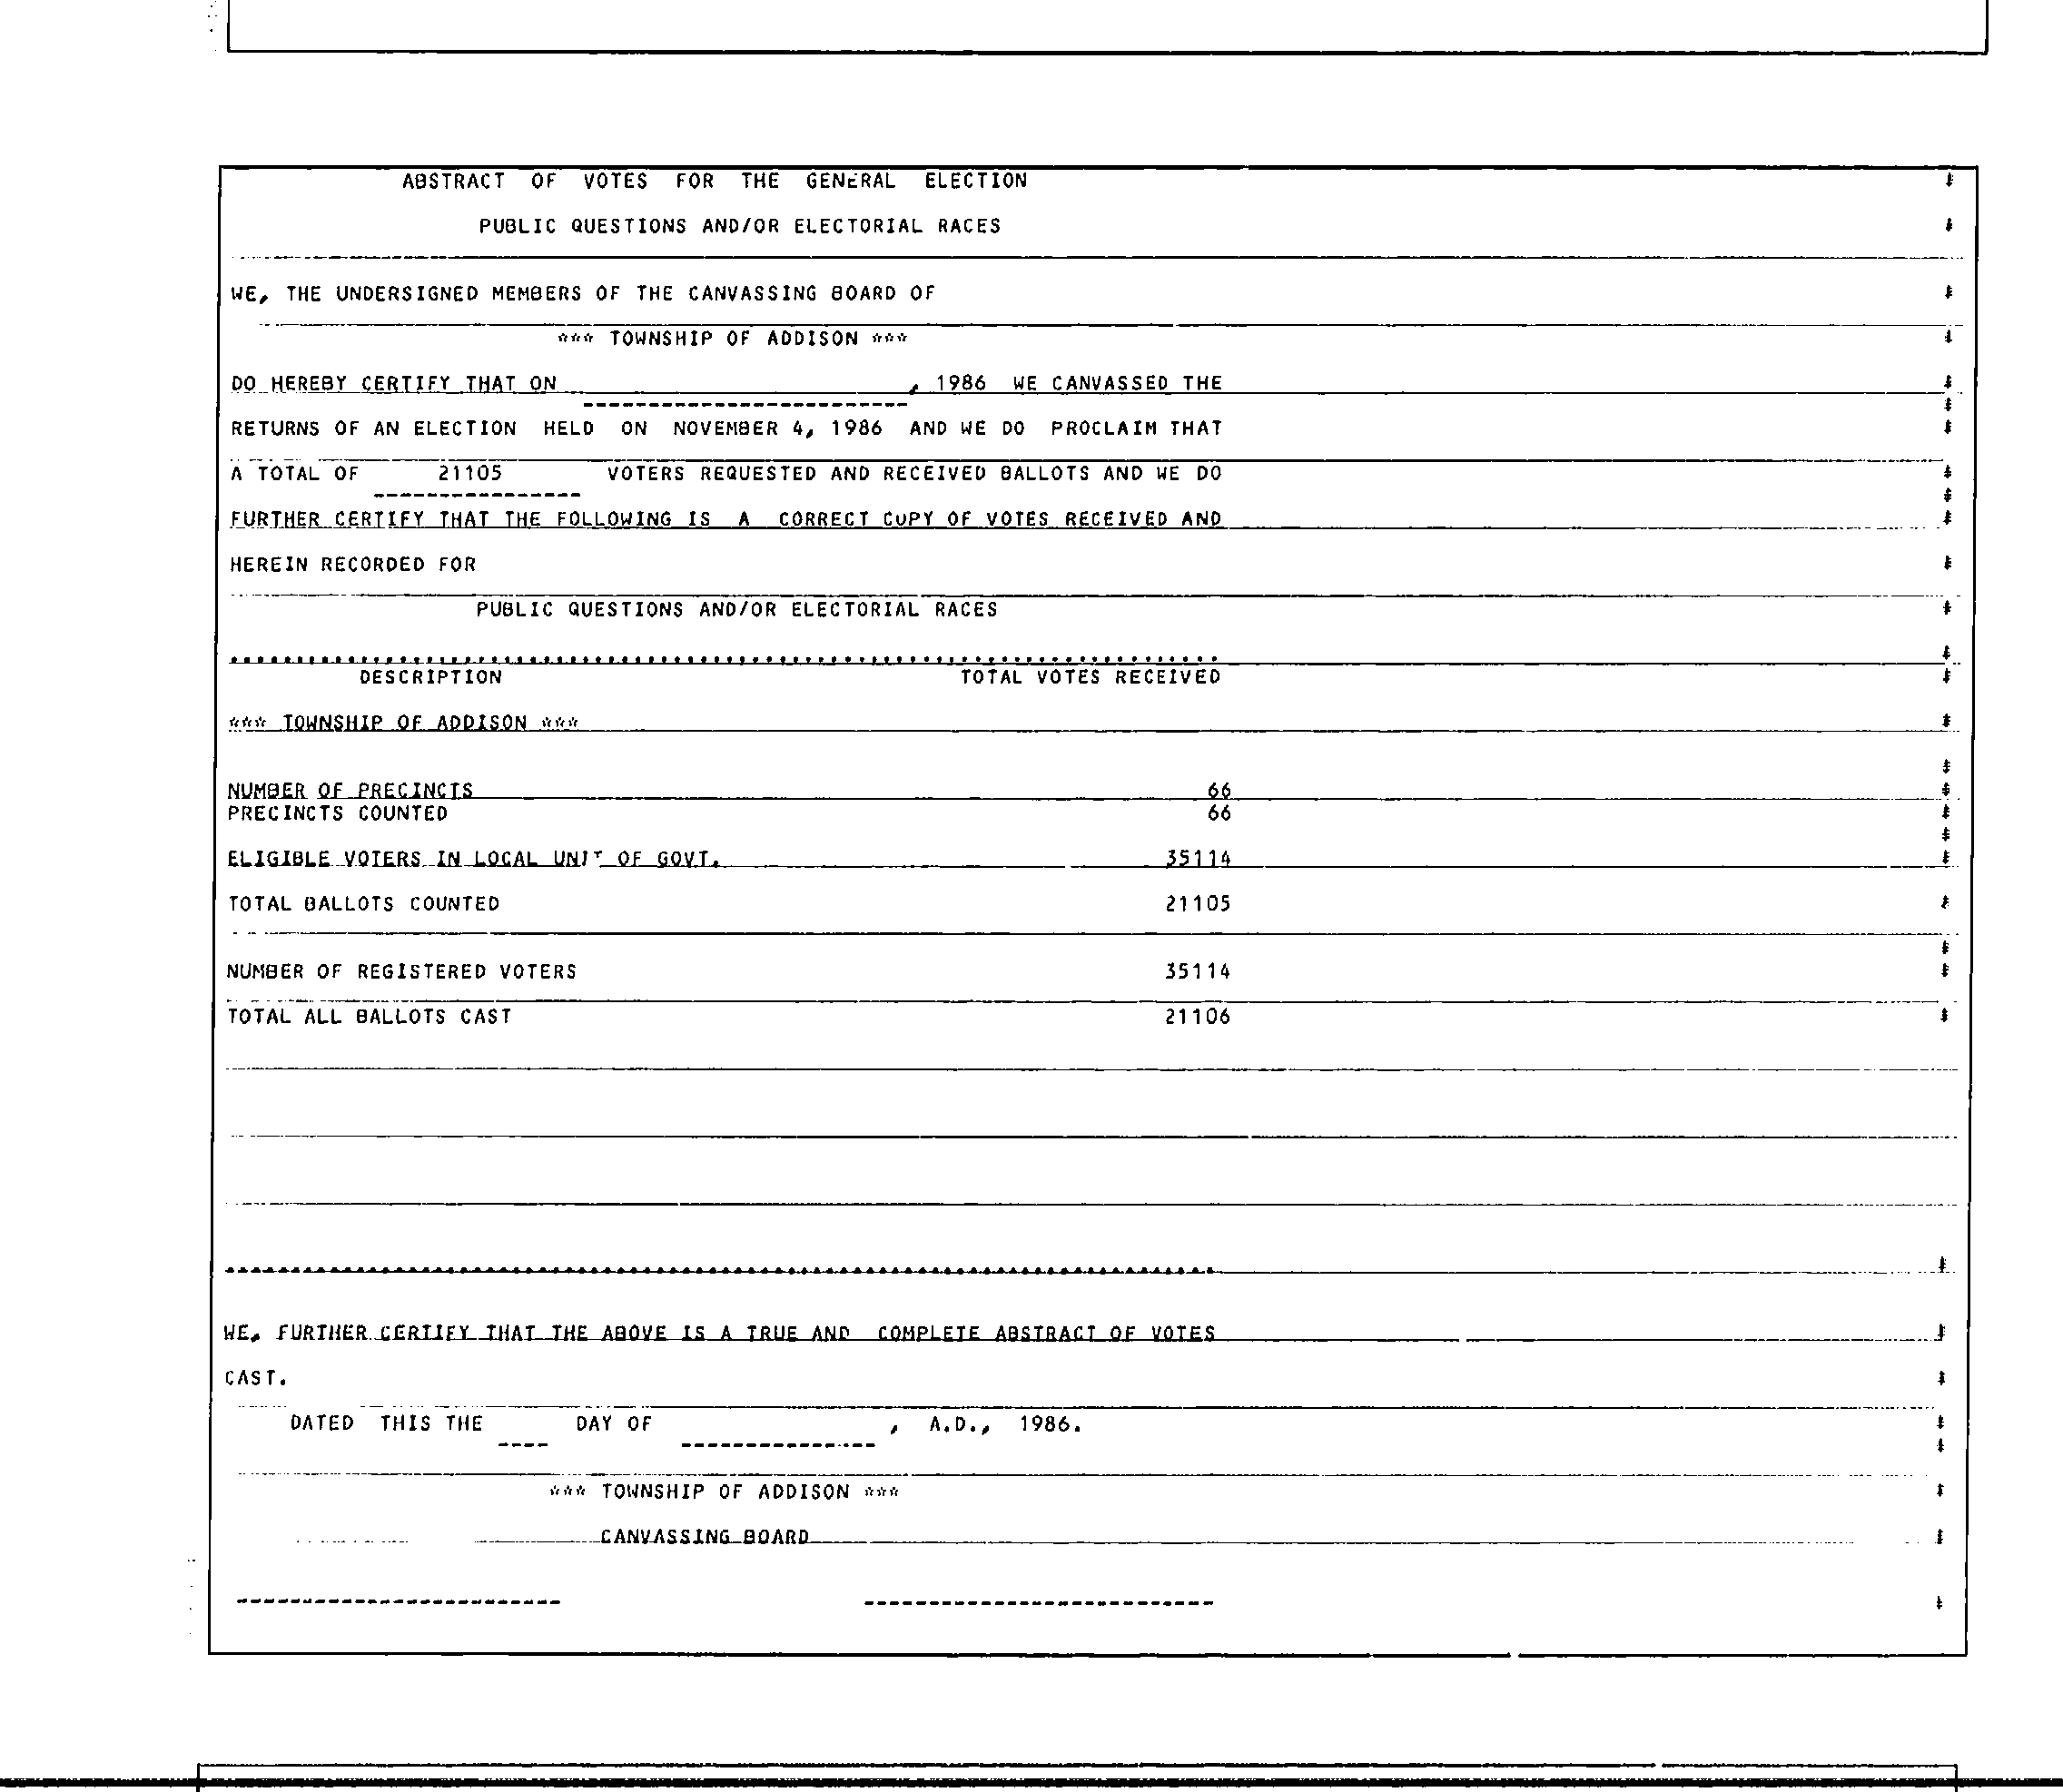 ABSTRACT OF VOTES FOR THE GENERAL ELECTION
PUBLIC QUESTIONS AND/OR ELECTORIAL RACES
WE, THE UNDERSIGNED MEMBERS OF THE CANVASSING BOARD OF
*** TOWNSHIP OF ADDISON ***
DO HEREBY CERTIFY THAT ON , 1986 WE CANVASSED THE
RETURNS OF AN ELECTION HELD ON NOVEMBER 4, 1986 AND WE DO PROCLAIM THAT
A TOTAL OF 21105 VOTERS REQUESTED AND RECEIVED BALLOTS AND WE DO
FURTHER CERTIFY THAT THE FOLLOWING IS A CORRECT COPY OF VOTES RECEIVED AND
HEREIN RECORDED FOR
PUBLIC QUESTIONS AND/OR ELECTORIAL RACES
DESCRIPTION TOTAL VOTES RECEIVED
*** TOWNSHIP OF ADDISON ***
NUMBER OF PRECINCTS 66
PRECINCTS COUNTED 66
ELIGIBLE VOTERS IN LOCAL UNIT OF GOVT. 35114
TOTAL BALLOTS COUNTED 21105
NUMBER OF REGISTERED VOTERS 35114
TOTAL ALL BALLOTS CAST 21106
WE, FURTHER CERTIFY THAT THE ABOVE IS A TRUE AND COMPLETE ABSTRACT OF VOTES
CAST.
DATED THIS THE ---- DAY OF ---------------, A.D., 1986.
*** TOWNSHIP OF ADDISON ***
CANVASSING BOARD